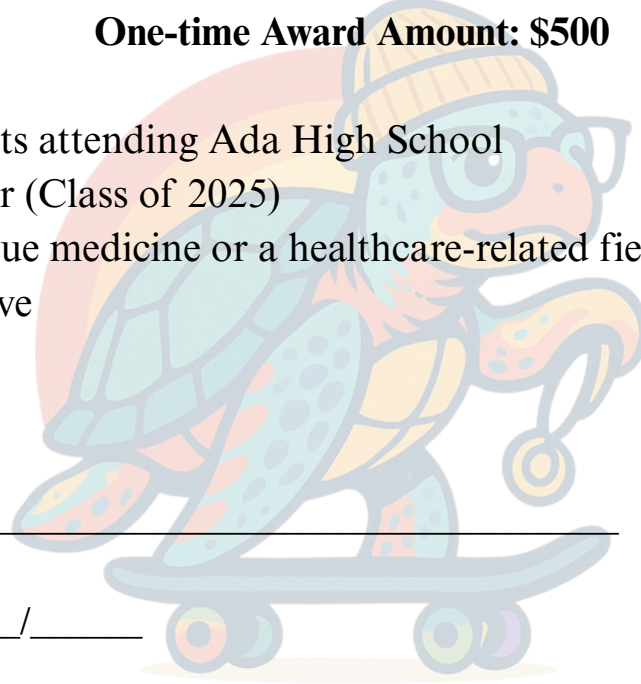 One-time Award Amount: $500
ts attending Ada High School
r (Class of 2025)
ue medicine or a healthcare-related fie
ve
__/______